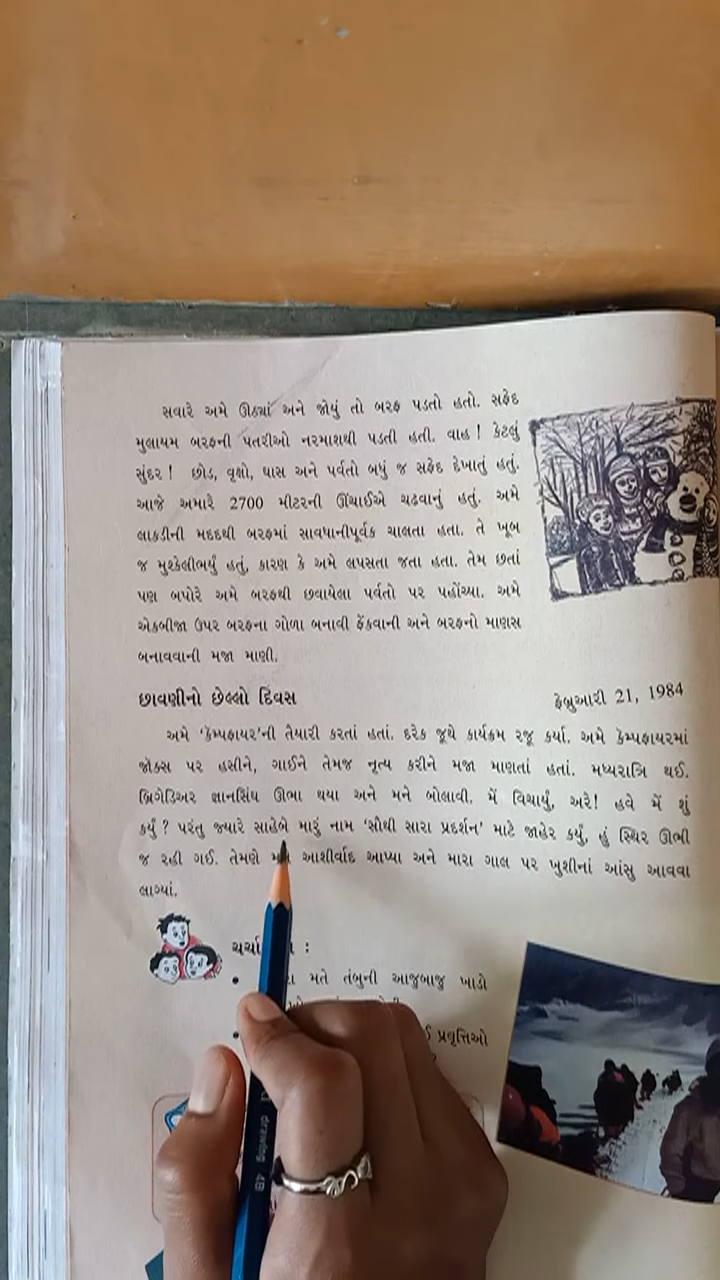 સવારે અમે ઊઠ્યાં અને જોયું તો બરફ પડતો હતો. સફેદ
મુલાયમ બરફની પતરીઓ નરમાશથી પડતી હતી. વાહ ! કેટલું
સુંદર ! છોડ, વૃક્ષો, ઘાસ અને પર્વતો બધું જ સફેદ દેખાતું હતું.
આજે અમારે 2700 મીટરની ઊંચાઈએ ચઢવાનું હતું. અમે
લાકડીની મદદથી બરફમાં સાવધાનીપૂર્વક ચાલતા હતા. તે ખૂબ
જ મુશ્કેલીભર્યું હતું, કારણ કે અમે લપસતા જતા હતા. તેમ છતાં
પણ બપોરે અમે બરફથી છવાયેલા પર્વતો પર પહોંચ્યા. અમે
એકબીજા ઉપર બરફના ગોળા બનાવી ફેંકવાની અને બરફનો માણસ
બનાવવાની મજા માણી.
છાવણીનો છેલ્લો દિવસ ફેબ્રુઆરી 21, 1984
અમે ‘કેમ્પફાયર’ની તૈયારી કરતાં હતાં. દરેક જૂથે કાર્યક્રમ રજૂ કર્યા. અમે કેમ્પફાયરમાં
જોક્સ પર હસીને, ગાઈને તેમજ નૃત્ય કરીને મજા માણતાં હતાં. મધ્યરાત્રિ થઈ.
બ્રિગેડિઅર જ્ઞાનસિંઘ ઊભા થયા અને મને બોલાવી. મેં વિચાર્યું, અરે! હવે મેં શું
કર્યું ? પરંતુ જ્યારે સાહેબે મારું નામ ‘સૌથી સારા પ્રદર્શન’ માટે જાહેર કર્યું, હું સ્થિર ઊભી
જ રહી ગઈ. તેમણે મને આશીર્વાદ આપ્યા અને મારા ગાલ પર ખુશીનાં આંસુ આવવા
લાગ્યાં.
:
મતે તંબુની આજુબાજુ ખાડો
પ્રવૃત્તિઓ
drawing 4B